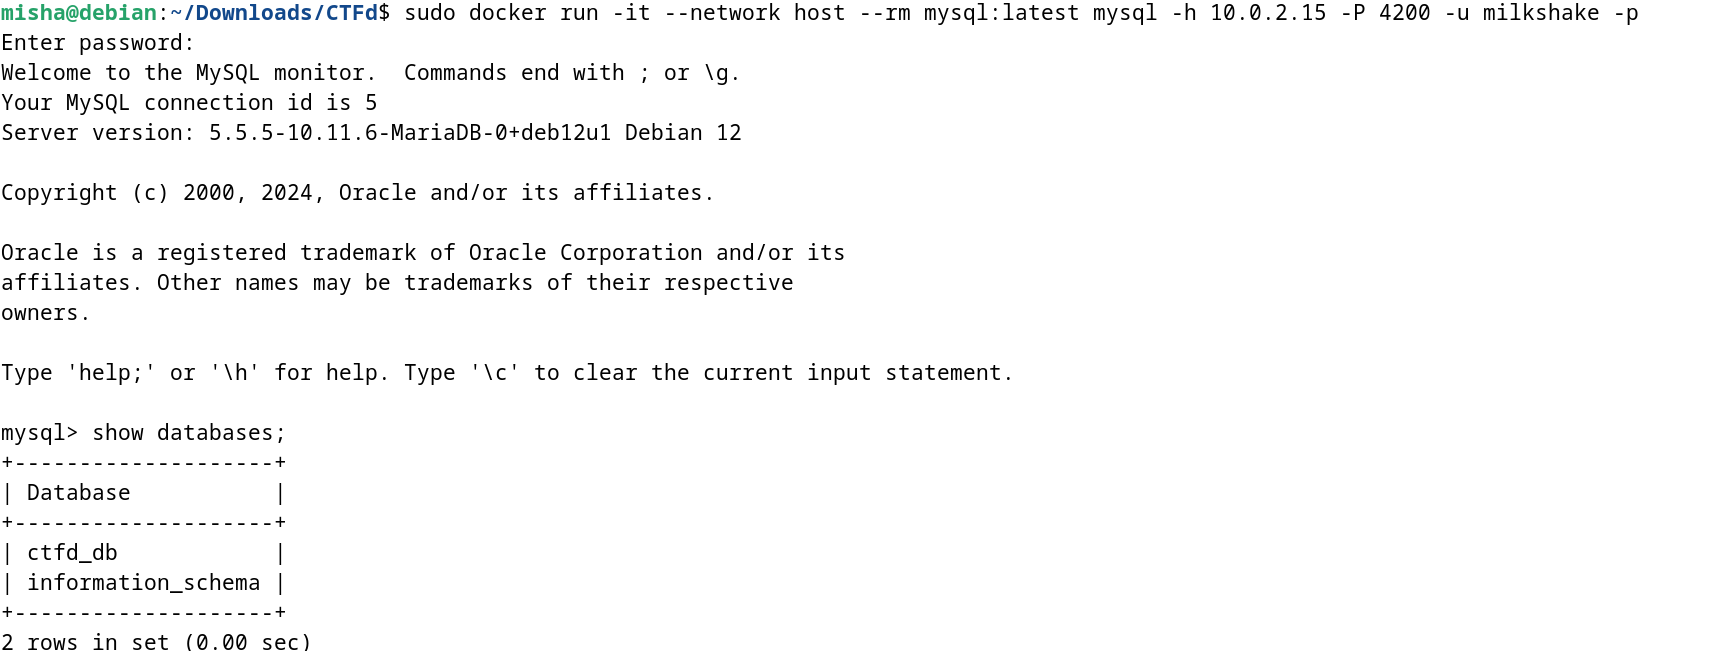 misha@debian:~/Downloads/CTFd$ sudo docker run -it --network host --rm mysql:latest mysql -h 10.0.2.15 -P 4200 -u milkshake -p
Enter password:
Welcome to the MySQL monitor.  Commands end with ; or \g.
Your MySQL connection id is 5
Server version: 5.5.5-10.11.6-MariaDB-0+deb12u1 Debian 12

Copyright (c) 2000, 2024, Oracle and/or its affiliates.

Oracle is a registered trademark of Oracle Corporation and/or its
affiliates. Other names may be trademarks of their respective
owners.

Type 'help;' or '\h' for help. Type '\c' to clear the current input statement.

mysql> show databases;
+--------------------+
| Database           |
+--------------------+
| ctfd_db            |
| information_schema |
+--------------------+
2 rows in set (0.00 sec)